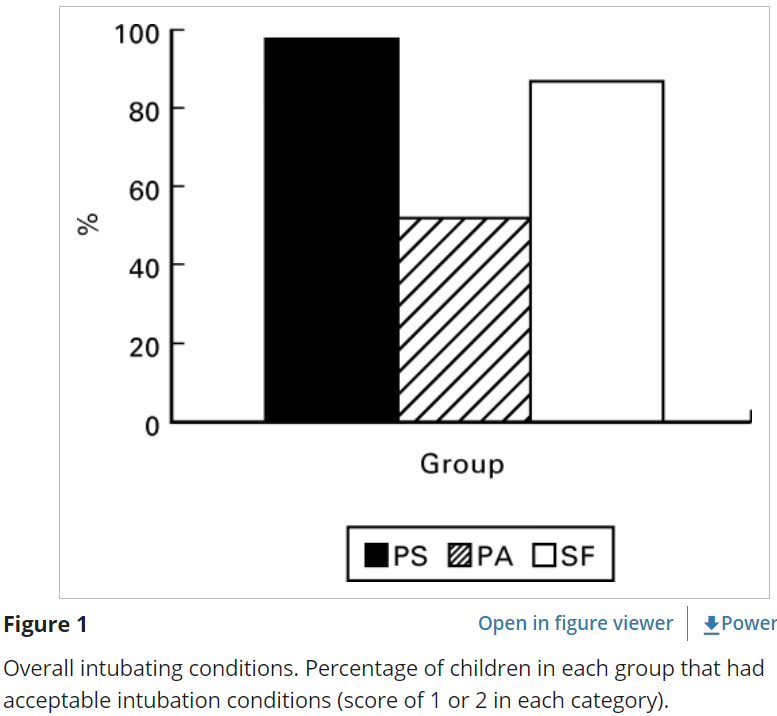 100
80
60
40
20
0
%
Group
PS PA SF
Figure 1
Open in figure viewer Power
Overall intubating conditions. Percentage of children in each group that had
acceptable intubation conditions (score of 1 or 2 in each category).